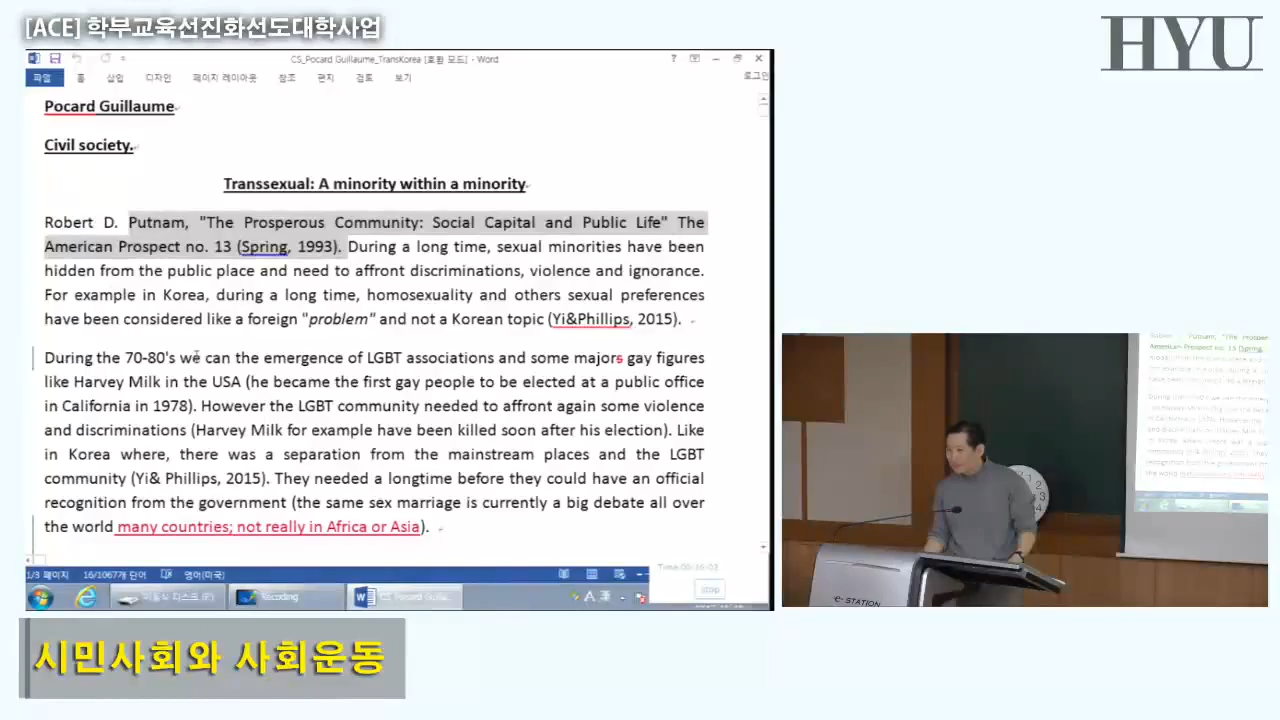 [ACE] 학부교육선진화선도대학사업
HYU
CS_Pocard Guillaume_TransKorea [호환 모드] - Word
파일 홈 삽입 디자인 페이지 레이아웃 참조 편지 검토 보기
로그인
Pocard Guillaume
Civil society.
Transsexual: A minority within a minority
Robert D. Putnam, "The Prosperous Community: Social Capital and Public Life" The
American Prospect no. 13 (Spring, 1993). During a long time, sexual minorities have been
hidden from the public place and need to affront discriminations, violence and ignorance.
For example in Korea, during a long time, homosexuality and others sexual preferences
have been considered like a foreign "problem" and not a Korean topic (Yi&Phillips, 2015).
During the 70-80's we can the emergence of LGBT associations and some majors gay figures
like Harvey Milk in the USA (he became the first gay people to be elected at a public office
in California in 1978). However the LGBT community needed to affront again some violence
and discriminations (Harvey Milk for example have been killed soon after his election). Like
in Korea where, there was a separation from the mainstream places and the LGBT
community (Yi& Phillips, 2015). They needed a longtime before they could have an official
recognition from the government (the same sex marriage is currently a big debate all over
the world many countries; not really in Africa or Asia).
1/3 페이지 16/1067개 단어 영어(미국)
stop
이동식 디스크 (F:) Recoding CS_Pocard Guilla...
e-STATION
시민사회와 사회운동